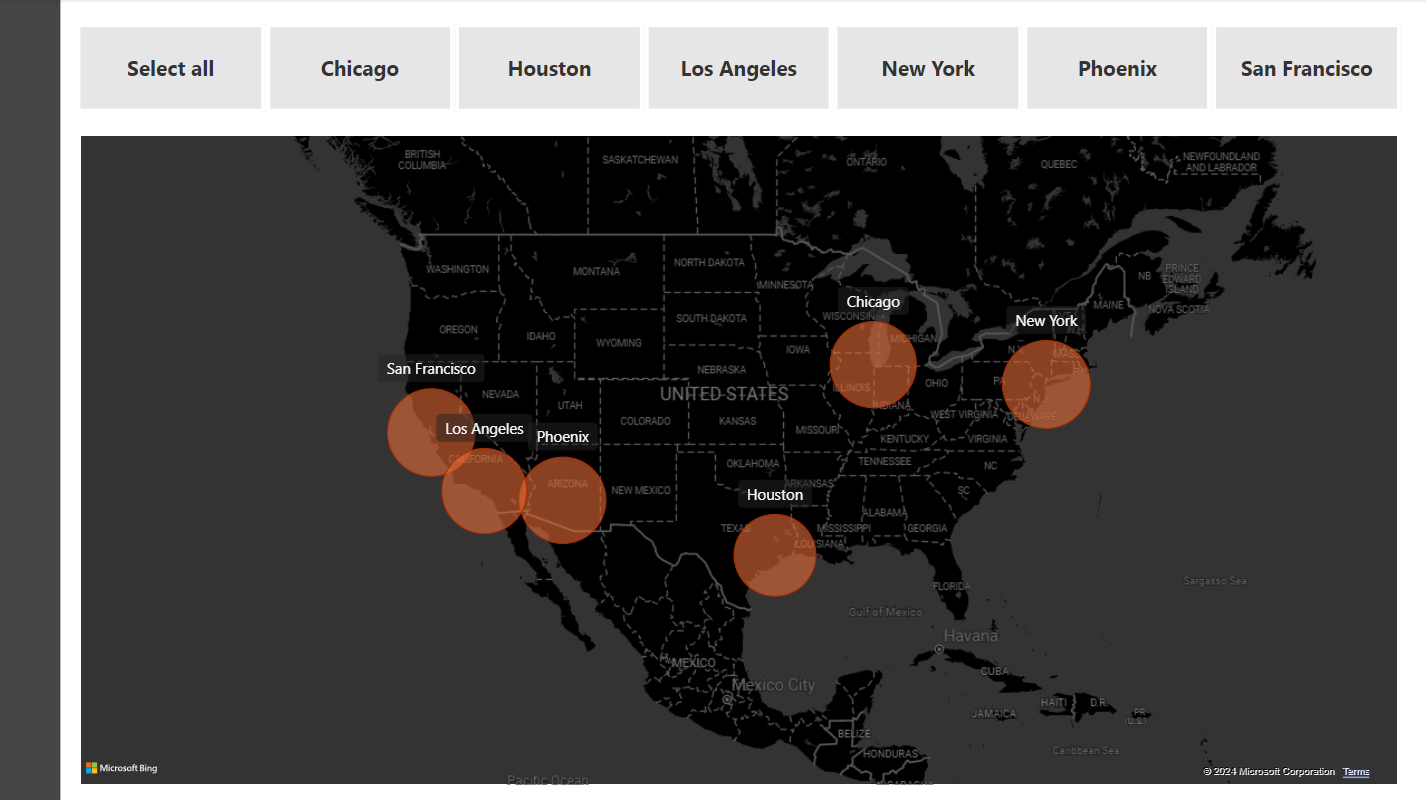 Select all
Chicago
Houston
Los Angeles
New York
Phoenix
San Francisco
BRITISH
COLUMBIA
SASKATCHEWAN
ONTARIO
QUEBEC
NEWFOUNDLAND
AND LABRADOR
WASHINGTON
MONTANA
NORTH DAKOTA
MINNESOTA
NB
PRINCE
EDWARD
ISLAND
MAINE
NOVA SCOTIA
Chicago
WISCONSIN
SOUTH DAKOTA
New York
OREGON
IDAHO
WYOMING
MICHIGAN
N.H.
IOWA
MASS
San Francisco
NEBRASKA
NEVADA
UNITED STATES
ILLINOIS
OHIO
PA
UTAH
INDIANA
WEST VIRGINIA
DELAWARE
Los Angeles
Phoenix
COLORADO
KANSAS
MISSOURI
KENTUCKY
VIRGINIA
CALIFORNIA
OKLAHOMA
TENNESSEE
NC
ARIZONA
NEW MEXICO
ARKANSAS
SC
Houston
ALABAMA
TEXAS
MISSISSIPPI
GEORGIA
LOUISIANA
FLORIDA
Sargasso Sea
Gulf of Mexico
Havana
MEXICO
CUBA
Mexico City
HAITI
D.R.
PR
(U.S.)
JAMAICA
BELIZE
HONDURAS
Caribbean Sea
Microsoft Bing
Pacific Ocean
NICARAGUA
© 2024 Microsoft Corporation
Terms